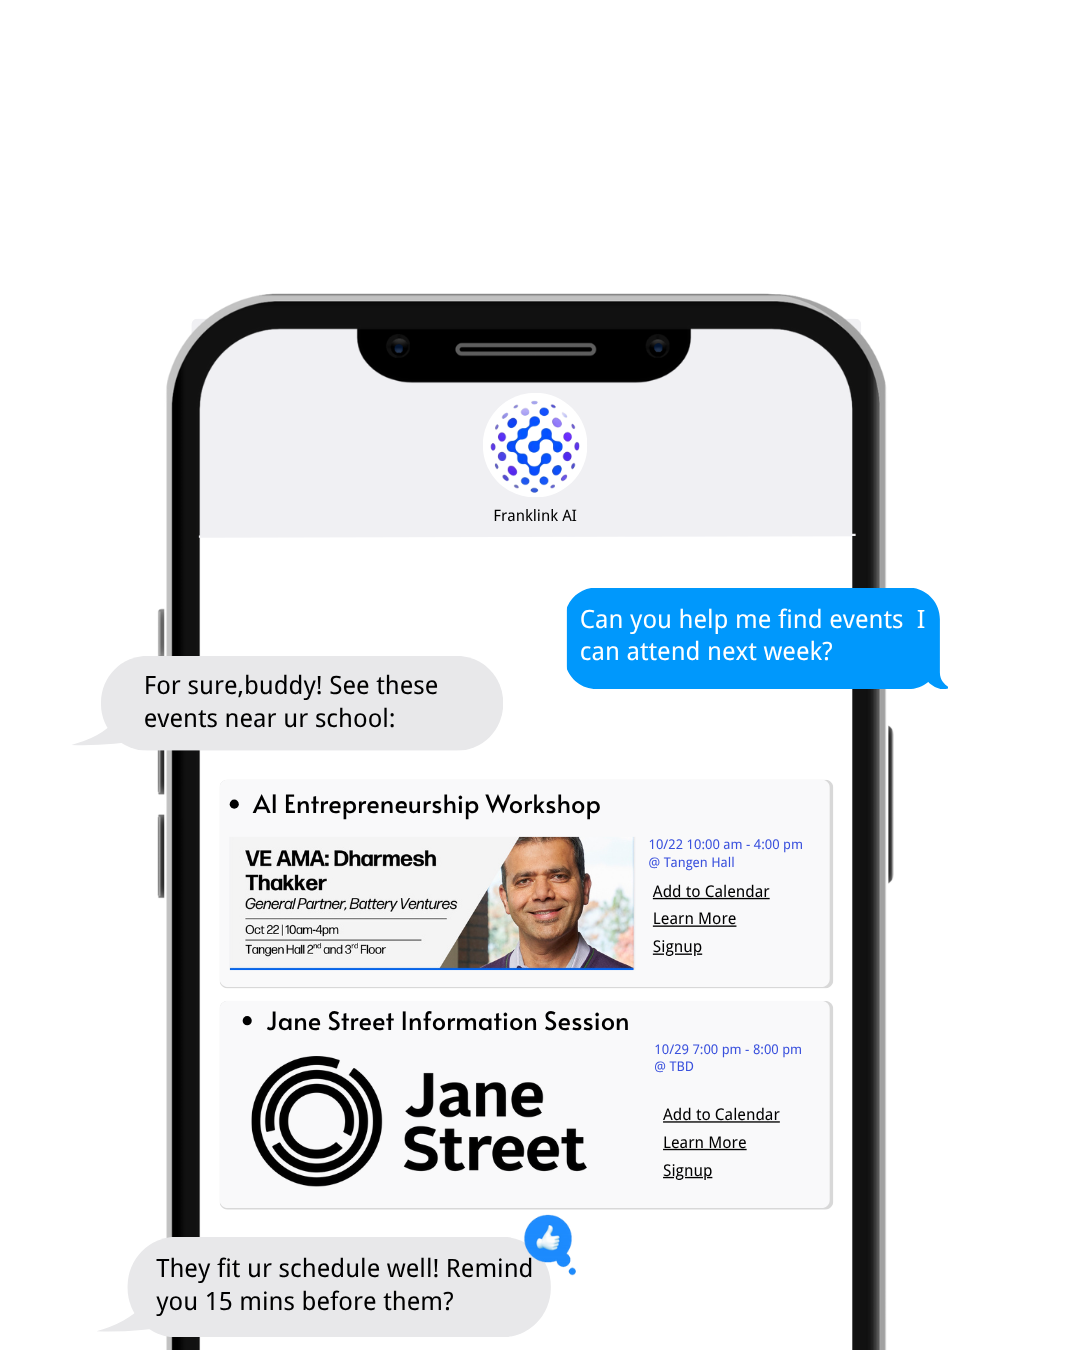 Franklink AI
Can you help me find events  I
can attend next week?
For sure,buddy! See these
events near ur school:
• AI Entrepreneurship Workshop
VE AMA: Dharmesh
Thakker
General Partner, Battery Ventures
Oct 22 | 10am-4pm
Tangen Hall 2nd and 3rd Floor
10/22 10:00 am - 4:00 pm
@ Tangen Hall
Add to Calendar
Learn More
Signup
• Jane Street Information Session
Jane
Street
10/29 7:00 pm - 8:00 pm
@ TBD
Add to Calendar
Learn More
Signup
They fit ur schedule well! Remind
you 15 mins before them?